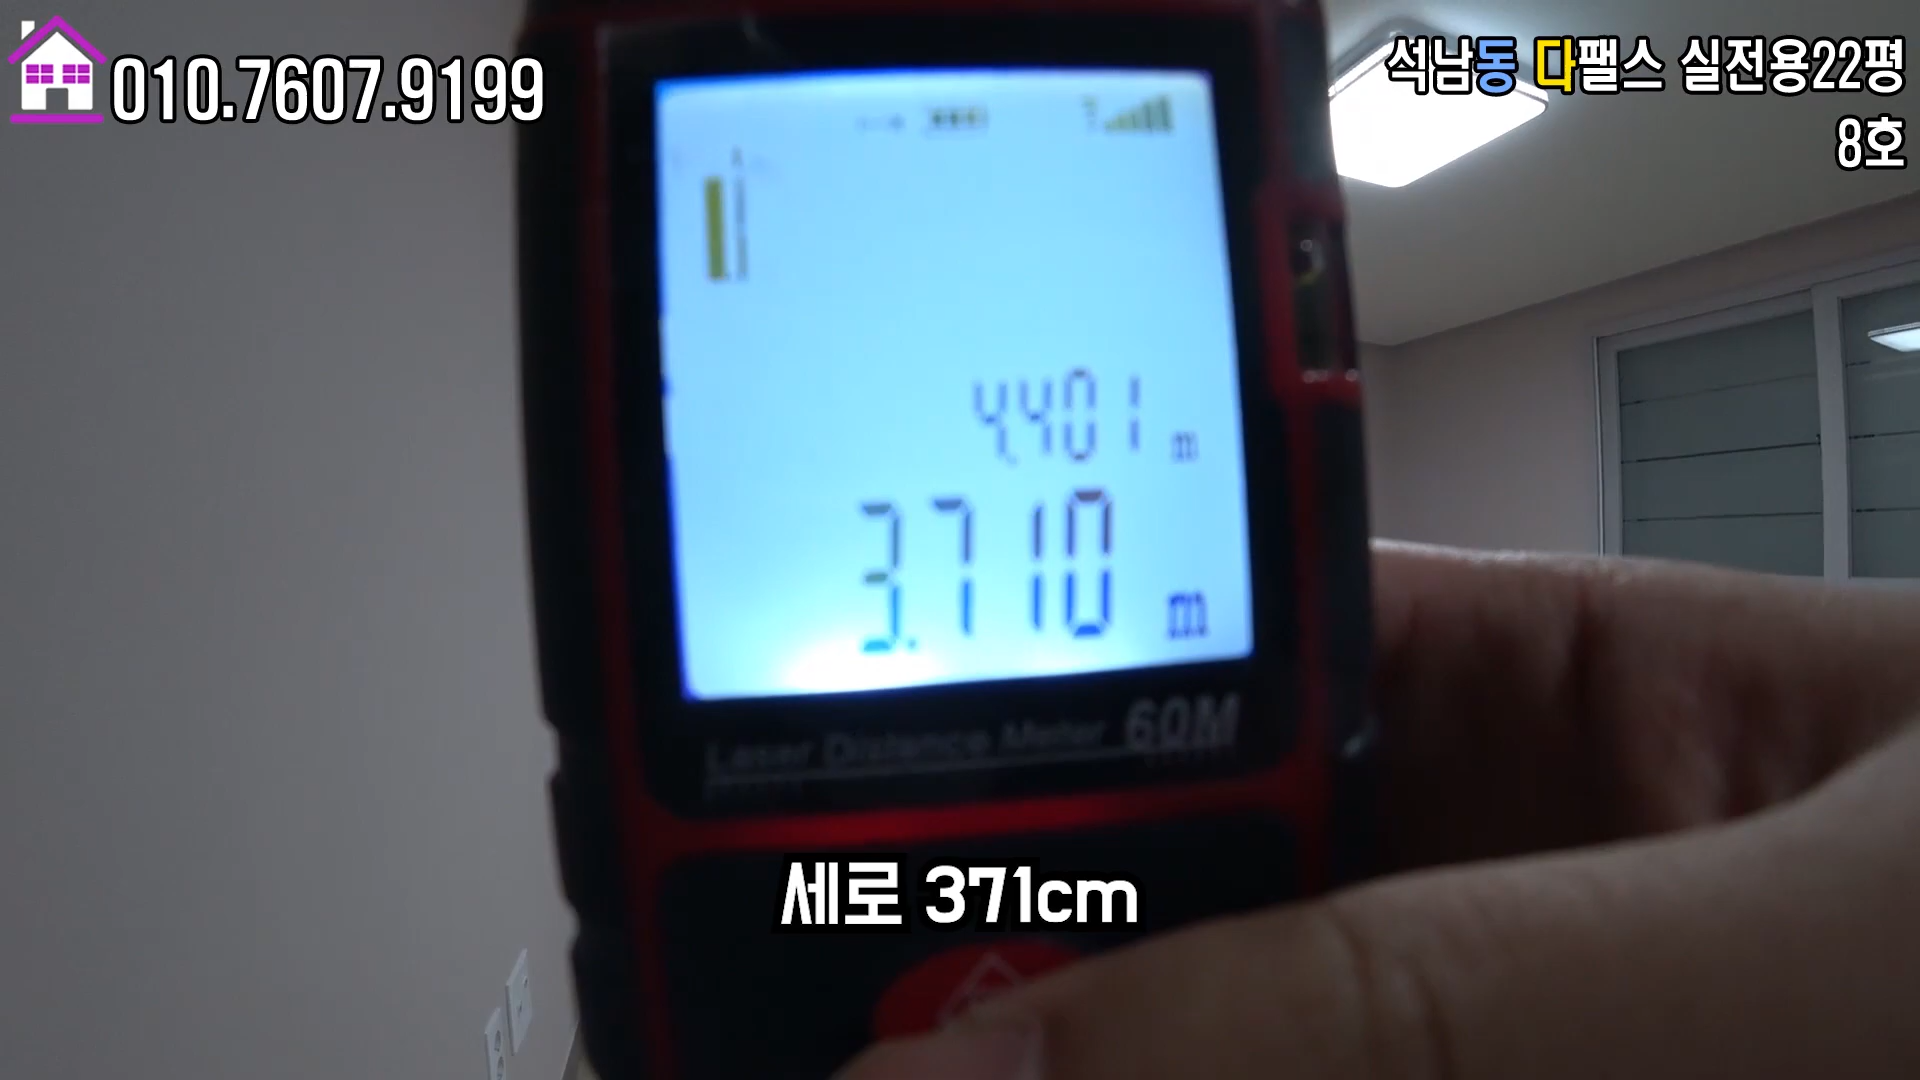 010.7607.9199
석남동 다팰스 실전용22평
8호
4.401 m
3.710 m
Laser Distance Meter 60M
세로 371cm